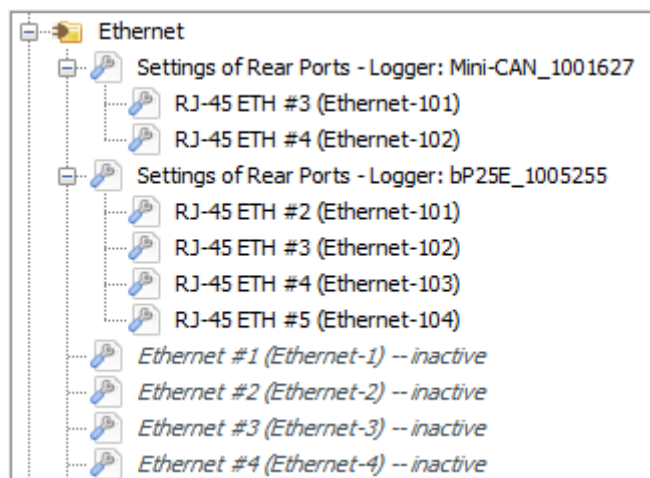 Ethernet
Settings of Rear Ports - Logger: Mini-CAN_1001627
RJ-45 ETH #3 (Ethernet-101)
RJ-45 ETH #4 (Ethernet-102)
Settings of Rear Ports - Logger: bP25E_1005255
RJ-45 ETH #2 (Ethernet-101)
RJ-45 ETH #3 (Ethernet-102)
RJ-45 ETH #4 (Ethernet-103)
RJ-45 ETH #5 (Ethernet-104)
Ethernet #1 (Ethernet-1) -- inactive
Ethernet #2 (Ethernet-2) -- inactive
Ethernet #3 (Ethernet-3) -- inactive
Ethernet #4 (Ethernet-4) -- inactive